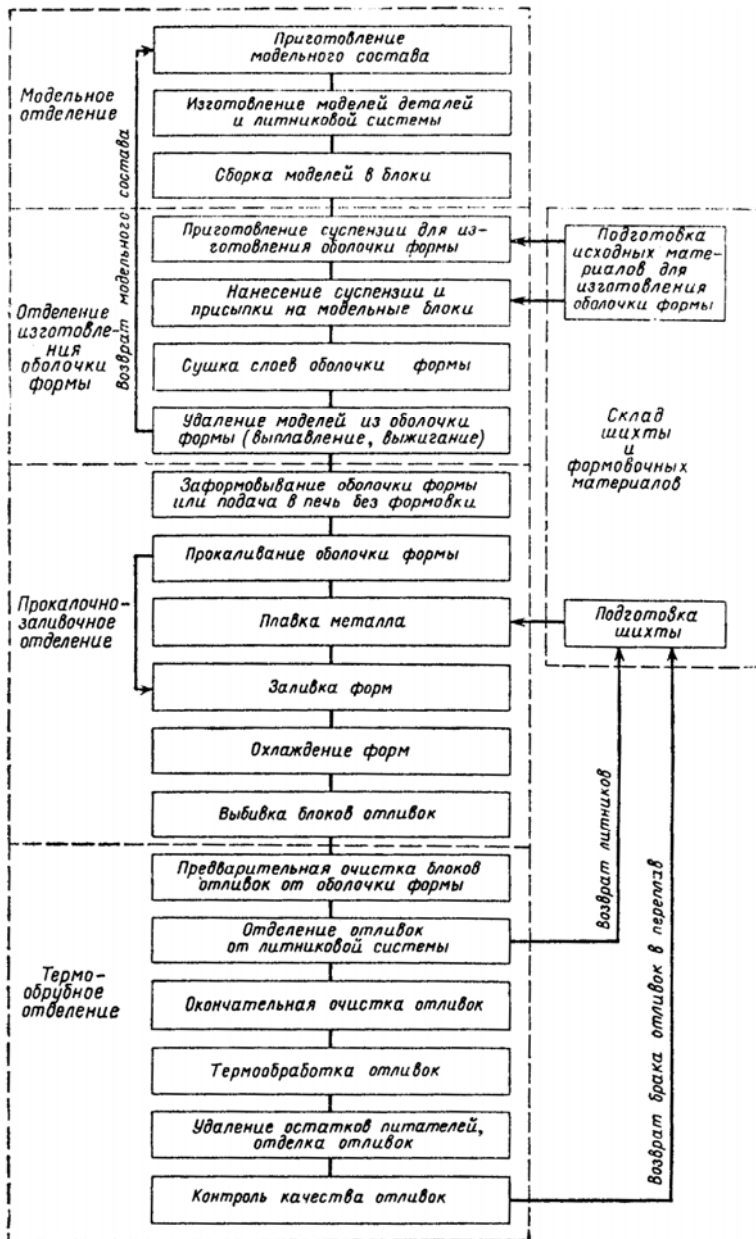 Приготовление
модельного состава
Модельное
отделение
Изготовление моделей деталей
и литниковой системы
Сборка моделей в блоки
Возврат модельного состава
Приготовление суспензии для из-
готовления оболочки формы
Подготовка
исходных мате-
риалов для
изготовления
оболочки формы
Отделение
изготовле-
ния
оболочки
формы
Нанесение суспензии и
присыпки на модельные блоки
Сушка слоев оболочки формы
Удаление моделей из оболочки
формы (выплавление, выжигание)
Склад
шихты
и
формовочных
материалов
Заформовывание оболочки формы
или подача в печь без формовки
Прокаливание оболочки формы
Прокалочно-
заливочное
отделение
Плавка металла
Подготовка
шихты
Заливка форм
Охлаждение форм
Выбивка блоков отливок
Возврат литников
Возврат брака отливок в переплав
Предварительная очистка блоков
отливок от оболочки формы
Отделение отливок
от литниковой системы
Термо-
обрубное
отделение
Окончательная очистка отливок
Термообработка отливок
Удаление остатков питателей,
отделка отливок
Контроль качества отливок